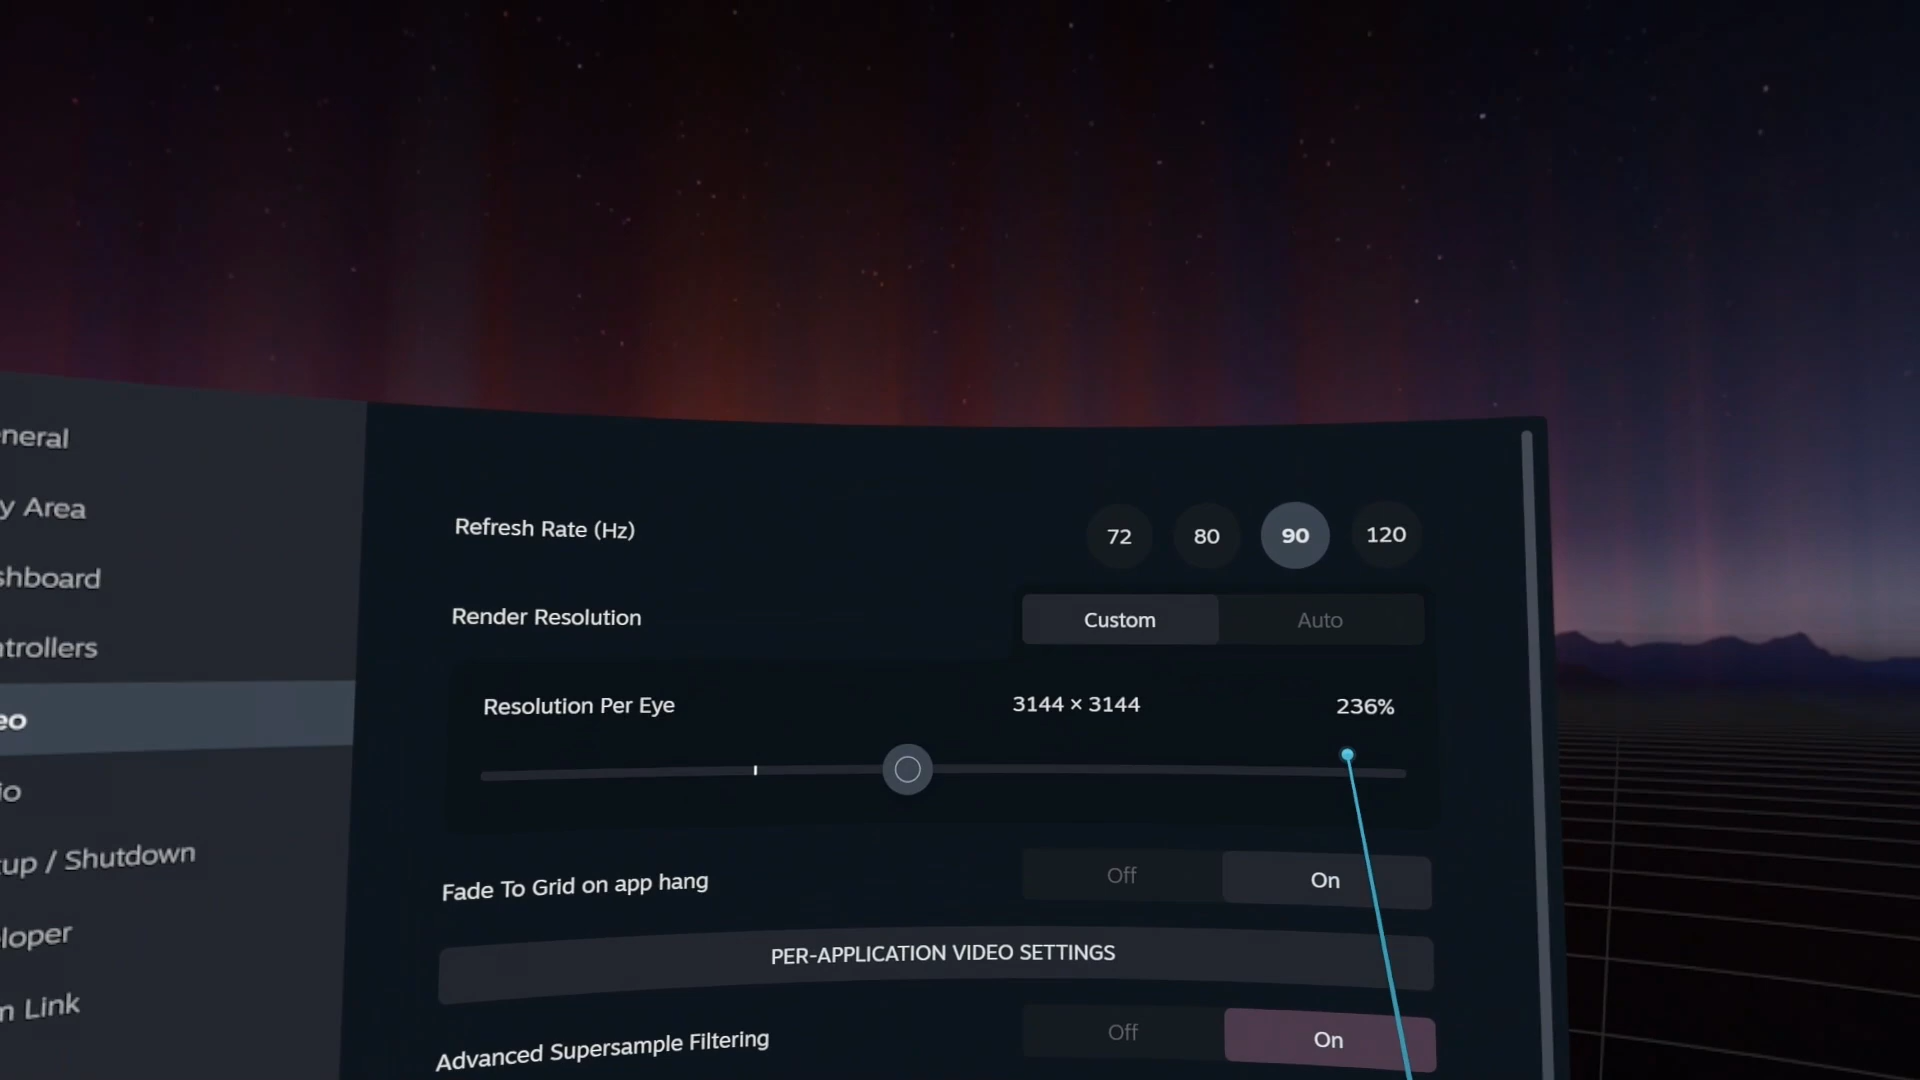 neral
y Area
shboard
ntrollers
eo
io
tup / Shutdown
loper
m Link
Refresh Rate (Hz)
72 80 90 120
Render Resolution
Custom Auto
Resolution Per Eye 3144 × 3144 236%
Fade To Grid on app hang
Off On
PER-APPLICATION VIDEO SETTINGS
Advanced Supersample Filtering
Off On